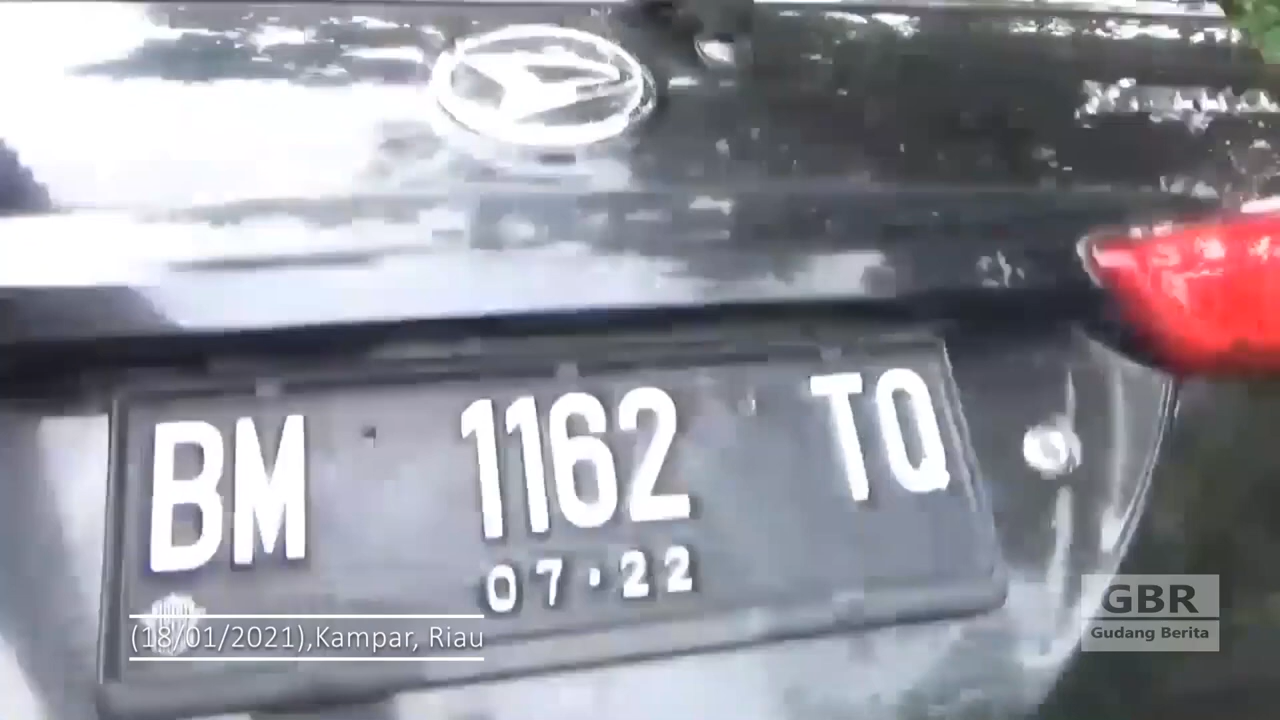 BM 1162 TQ
07·22
(18/01/2021),Kampar, Riau
GBR
Gudang Berita